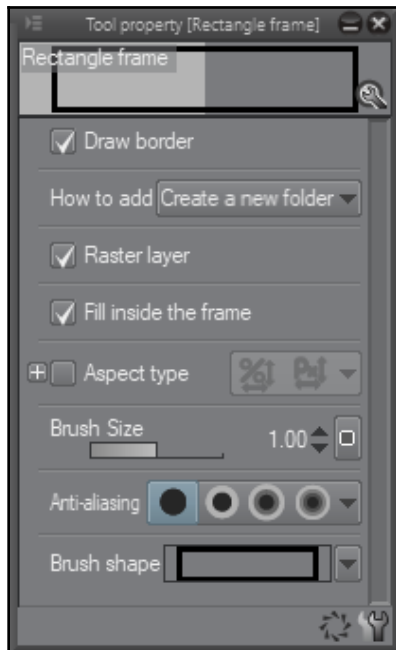 Tool property [Rectangle frame]
Rectangle frame
Draw border
How to add Create a new folder
Raster layer
Fill inside the frame
Aspect type
Brush Size 1.00
Anti-aliasing
Brush shape